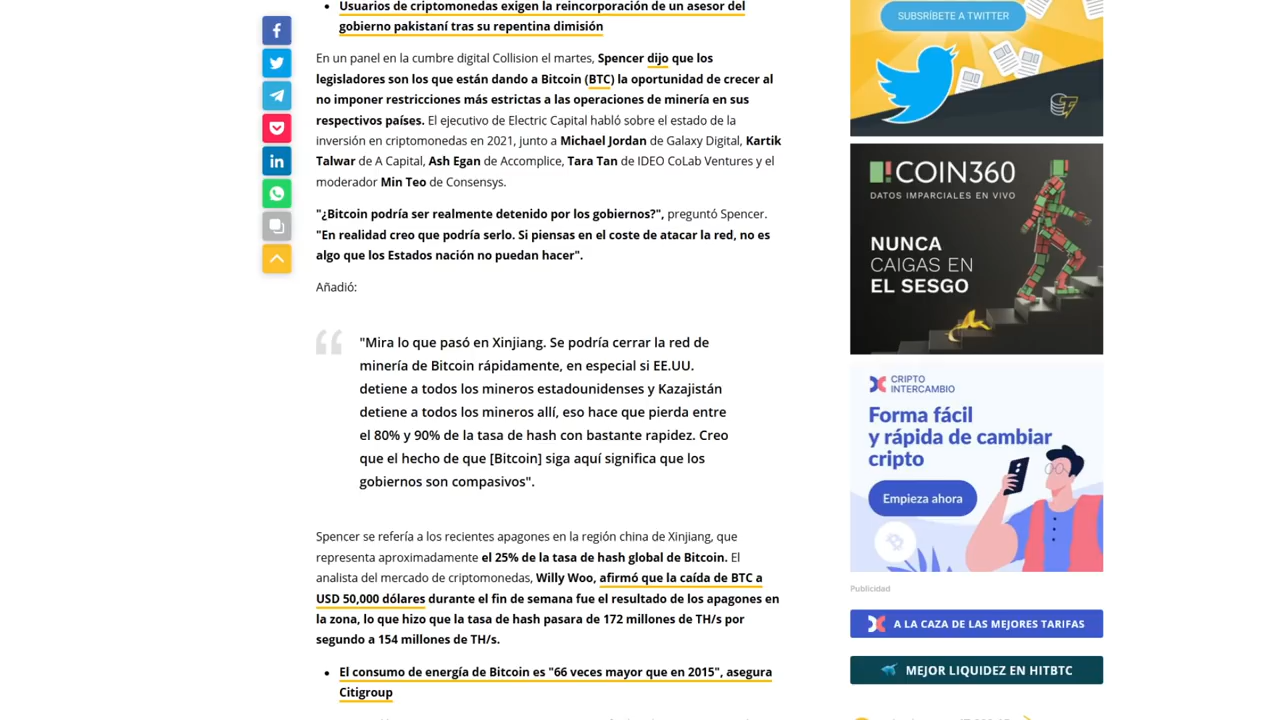 Usuarios de criptomonedas exigen la reincorporación de un asesor del
gobierno pakistaní tras su repentina dimisión
En un panel en la cumbre digital Collision el martes, Spencer dijo que los
legisladores son los que están dando a Bitcoin (BTC) la oportunidad de crecer al
no imponer restricciones más estrictas a las operaciones de minería en sus
respectivos países. El ejecutivo de Electric Capital habló sobre el estado de la
inversión en criptomonedas en 2021, junto a Michael Jordan de Galaxy Digital, Kartik
Talwar de A Capital, Ash Egan de Accomplice, Tara Tan de IDEO CoLab Ventures y el
moderador Min Teo de Consensys.
"¿Bitcoin podría ser realmente detenido por los gobiernos?", preguntó Spencer.
"En realidad creo que podría serlo. Si piensas en el coste de atacar la red, no es
algo que los Estados nación no puedan hacer".
Añadió:
"Mira lo que pasó en Xinjiang. Se podría cerrar la red de
minería de Bitcoin rápidamente, en especial si EE.UU.
detiene a todos los mineros estadounidenses y Kazajistán
detiene a todos los mineros allí, eso hace que pierda entre
el 80% y 90% de la tasa de hash con bastante rapidez. Creo
que el hecho de que [Bitcoin] siga aquí significa que los
gobiernos son compasivos".
Spencer se refería a los recientes apagones en la región china de Xinjiang, que
representa aproximadamente el 25% de la tasa de hash global de Bitcoin. El
analista del mercado de criptomonedas, Willy Woo, afirmó que la caída de BTC a
USD 50,000 dólares durante el fin de semana fue el resultado de los apagones en
la zona, lo que hizo que la tasa de hash pasara de 172 millones de TH/s por
segundo a 154 millones de TH/s.
El consumo de energía de Bitcoin es "66 veces mayor que en 2015", asegura
Citigroup
SUBSRÍBETE A TWITTER
COIN360
DATOS IMPARCIALES EN VIVO
NUNCA
CAIGAS EN
EL SESGO
CRIPTO
INTERCAMBIO
Forma fácil
y rápida de cambiar
cripto
Empieza ahora
Publicidad
A LA CAZA DE LAS MEJORES TARIFAS
MEJOR LIQUIDEZ EN HITBTC